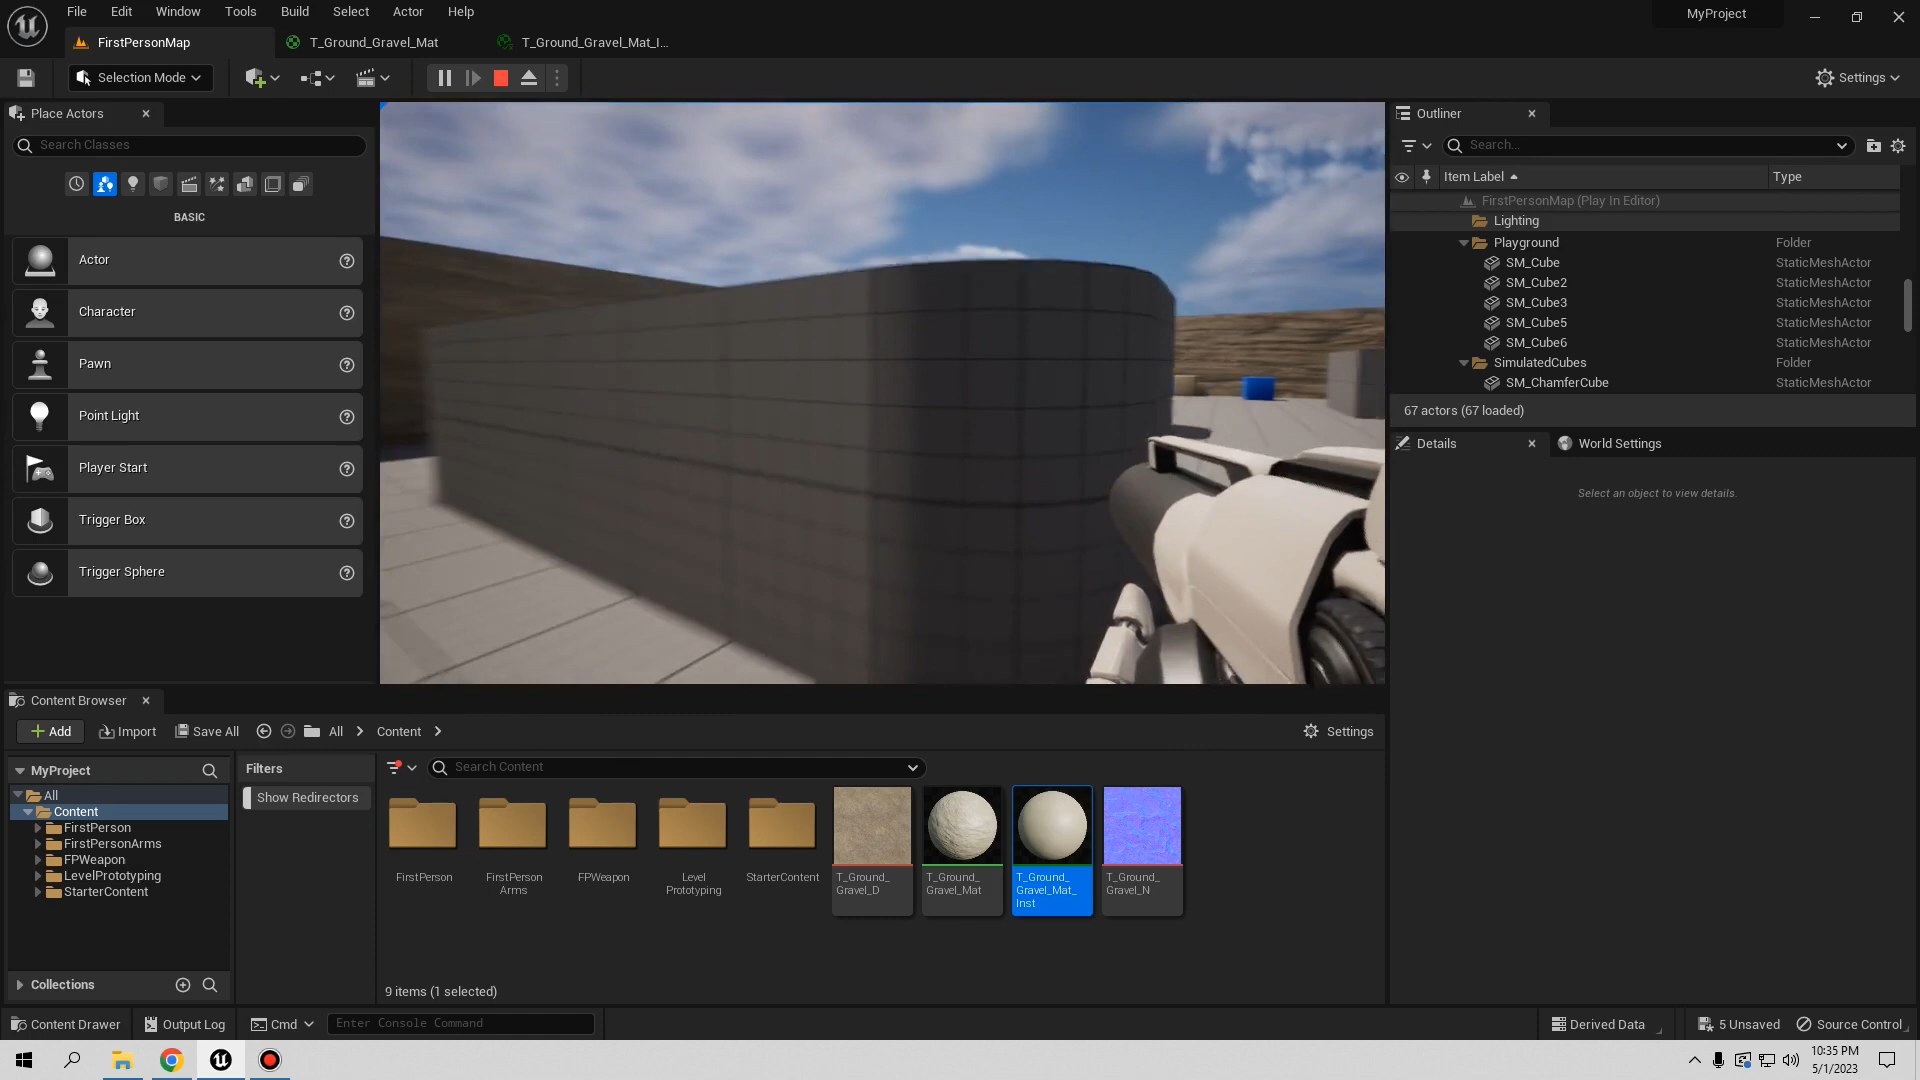 File Edit Window Tools Build Select Actor Help
MyProject
FirstPersonMap
T_Ground_Gravel_Mat
T_Ground_Gravel_Mat_I...
Selection Mode
Settings
Place Actors
Search Classes
BASIC
Actor
Character
Pawn
Point Light
Player Start
Trigger Box
Trigger Sphere
Outliner
Search...
Item Label
Type
FirstPersonMap (Play In Editor)
Lighting
Playground Folder
SM_Cube StaticMeshActor
SM_Cube2 StaticMeshActor
SM_Cube3 StaticMeshActor
SM_Cube5 StaticMeshActor
SM_Cube6 StaticMeshActor
SimulatedCubes Folder
SM_ChamferCube StaticMeshActor
67 actors (67 loaded)
Details
World Settings
Select an object to view details.
Content Browser
Add
Import
Save All
All
Content
Settings
MyProject
All
Content
FirstPerson
FirstPersonArms
FPWeapon
LevelPrototyping
StarterContent
Collections
Filters
Show Redirectors
Search Content
FirstPerson
FirstPerson
Arms
FPWeapon
Level
Prototyping
StarterContent
T_Ground_
Gravel_D
T_Ground_
Gravel_Mat
T_Ground_
Gravel_Mat_
Inst
T_Ground_
Gravel_N
9 items (1 selected)
Content Drawer
Output Log
Cmd
Enter Console Command
Derived Data
5 Unsaved
Source Control
10:35 PM
5/1/2023